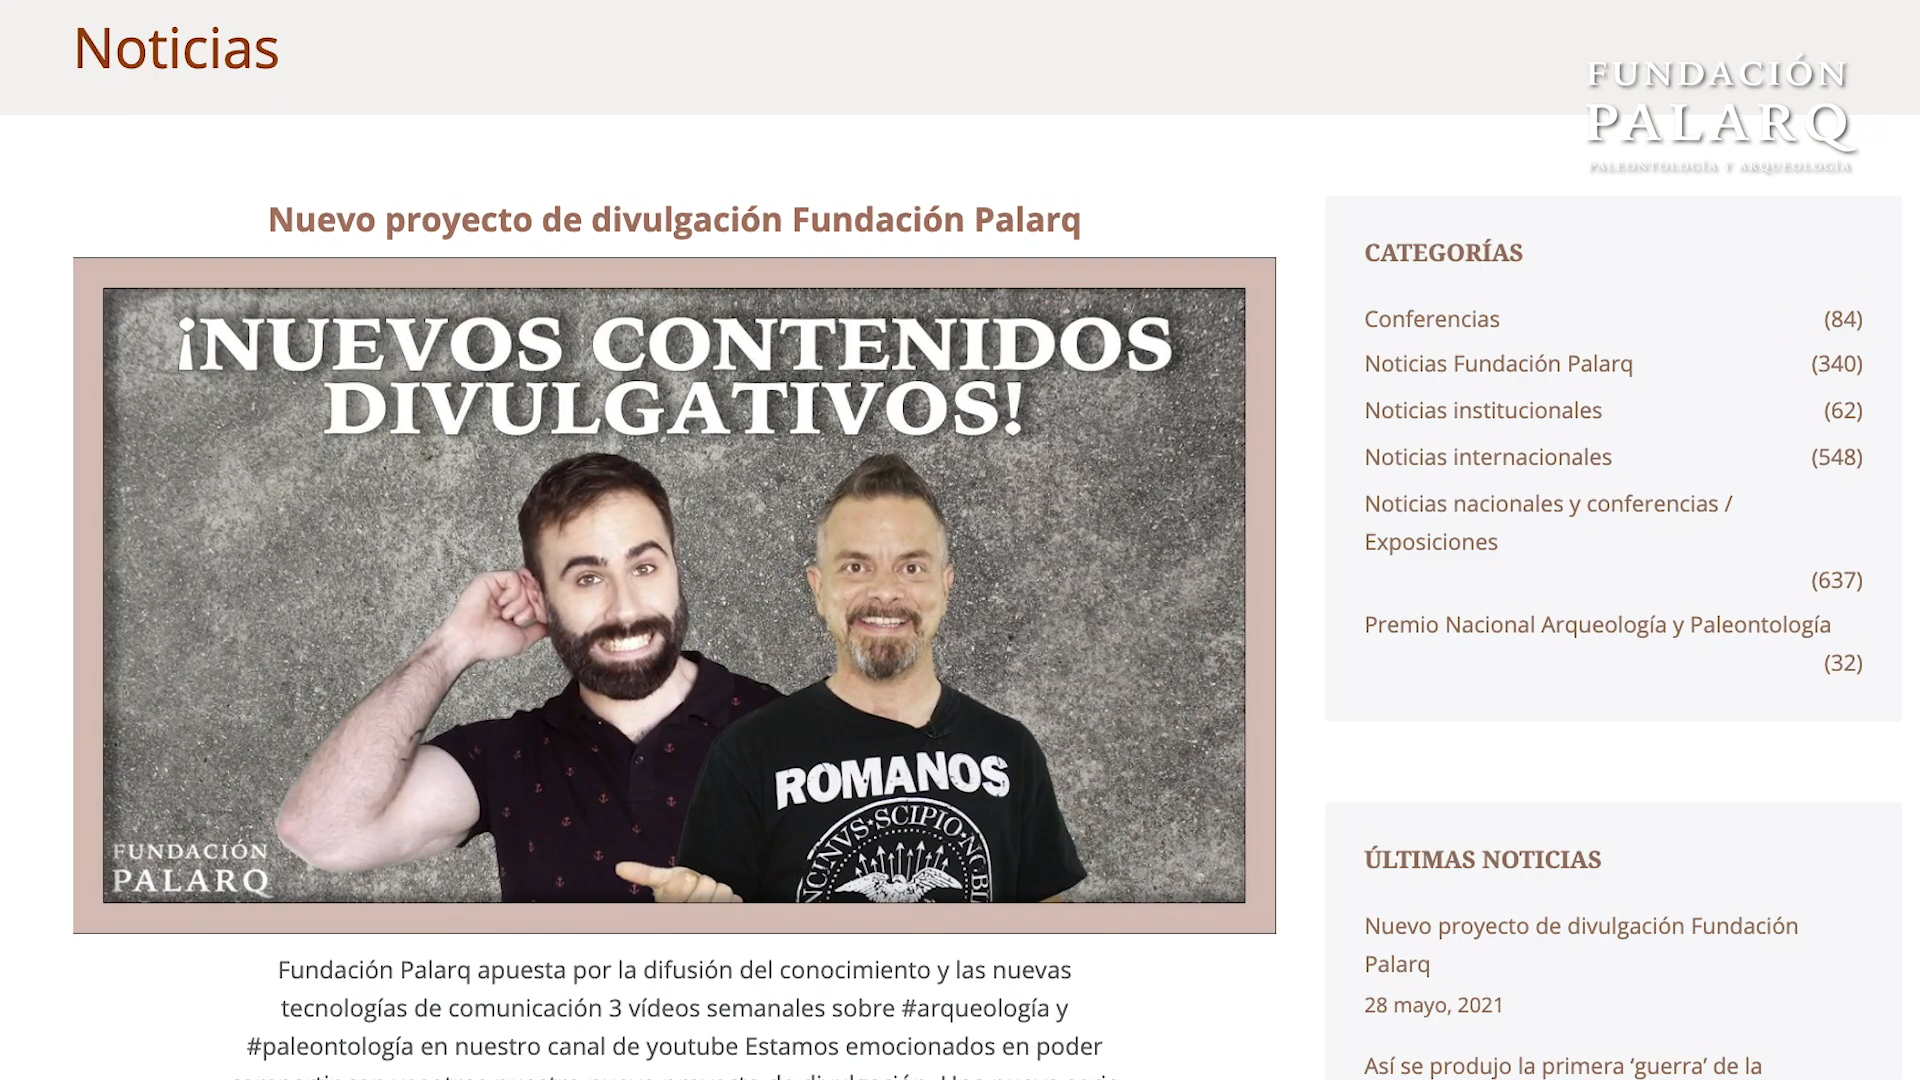 Noticias
FUNDACIÓN
PALARQ
PALEONTOLOGÍA Y ARQUEOLOGÍA
Nuevo proyecto de divulgación Fundación Palarq
¡NUEVOS CONTENIDOS
DIVULGATIVOS!
ROMANOS
SCIPIO
FUNDACIÓN
PALARQ
Fundación Palarq apuesta por la difusión del conocimiento y las nuevas
tecnologías de comunicación 3 vídeos semanales sobre #arqueología y
#paleontología en nuestro canal de youtube Estamos emocionados en poder
CATEGORÍAS
Conferencias (84)
Noticias Fundación Palarq (340)
Noticias institucionales (62)
Noticias internacionales (548)
Noticias nacionales y conferencias /
Exposiciones
(637)
Premio Nacional Arqueología y Paleontología
(32)
ÚLTIMAS NOTICIAS
Nuevo proyecto de divulgación Fundación
Palarq
28 mayo, 2021
Así se produjo la primera ‘guerra’ de la